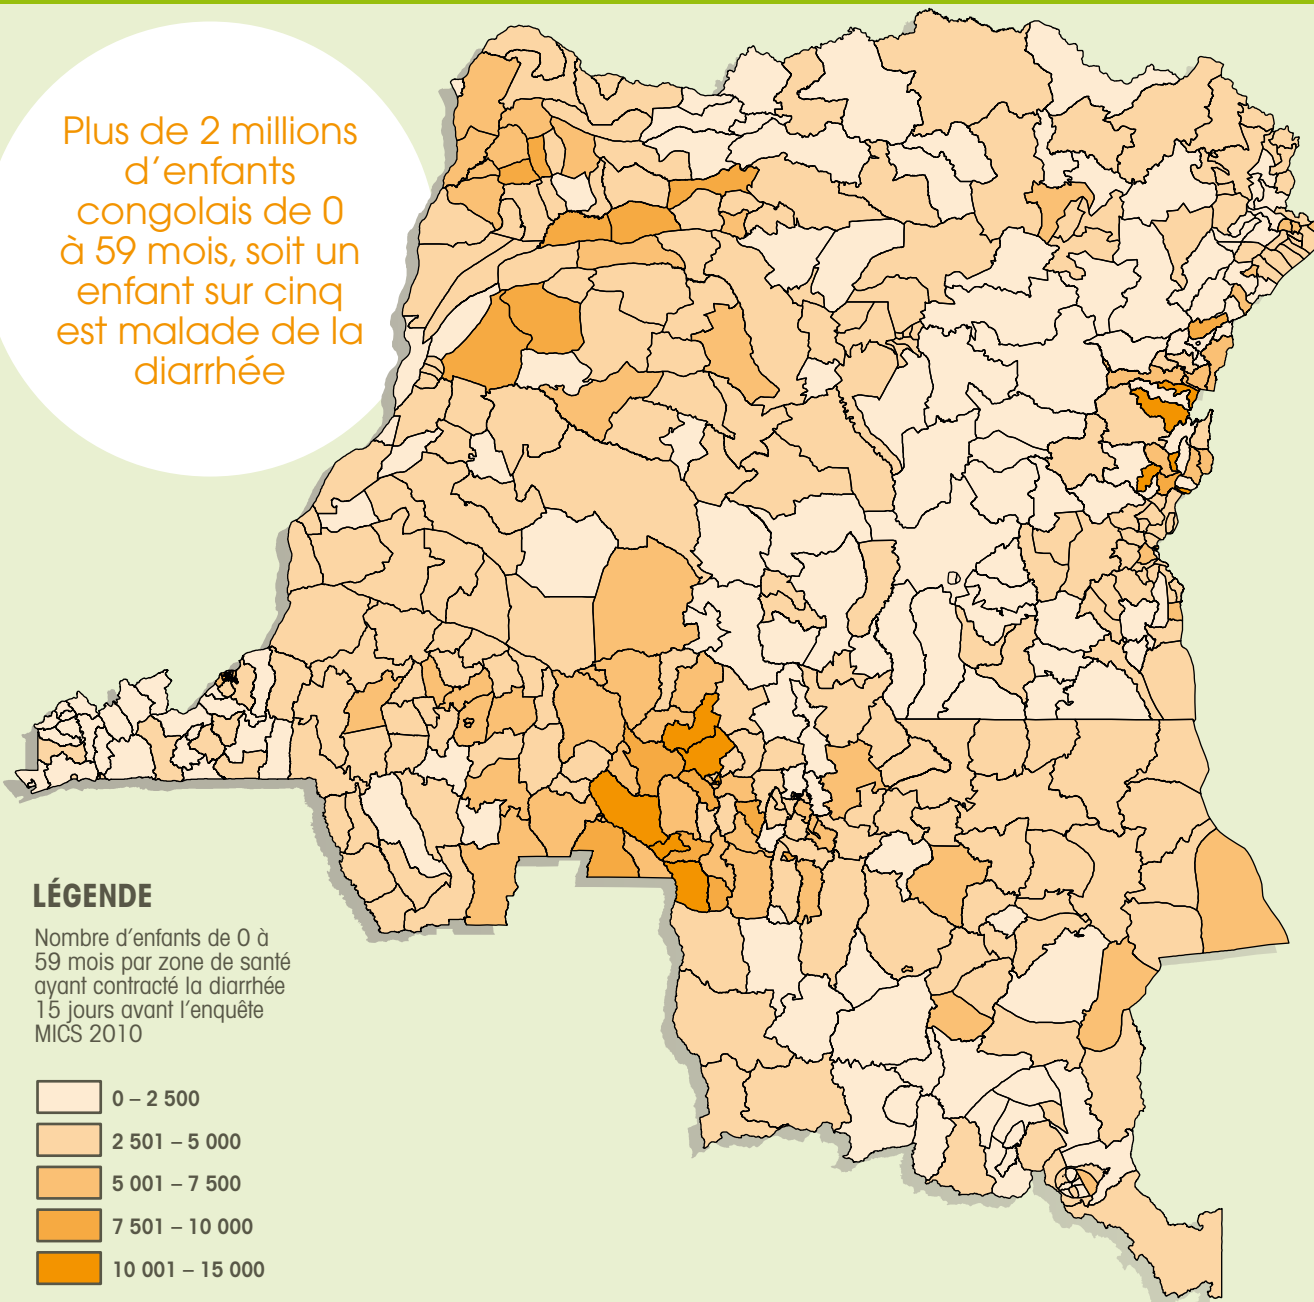 Plus de 2 millions
d'enfants
congolais de 0
à 59 mois, soit un
enfant sur cinq
est malade de la
diarrhée
LÉGENDE
Nombre d'enfants de 0 à
59 mois par zone de santé
ayant contracté la diarrhée
15 jours avant l'enquête
MICS 2010
0 – 2 500
2 501 – 5 000
5 001 – 7 500
7 501 – 10 000
10 001 – 15 000